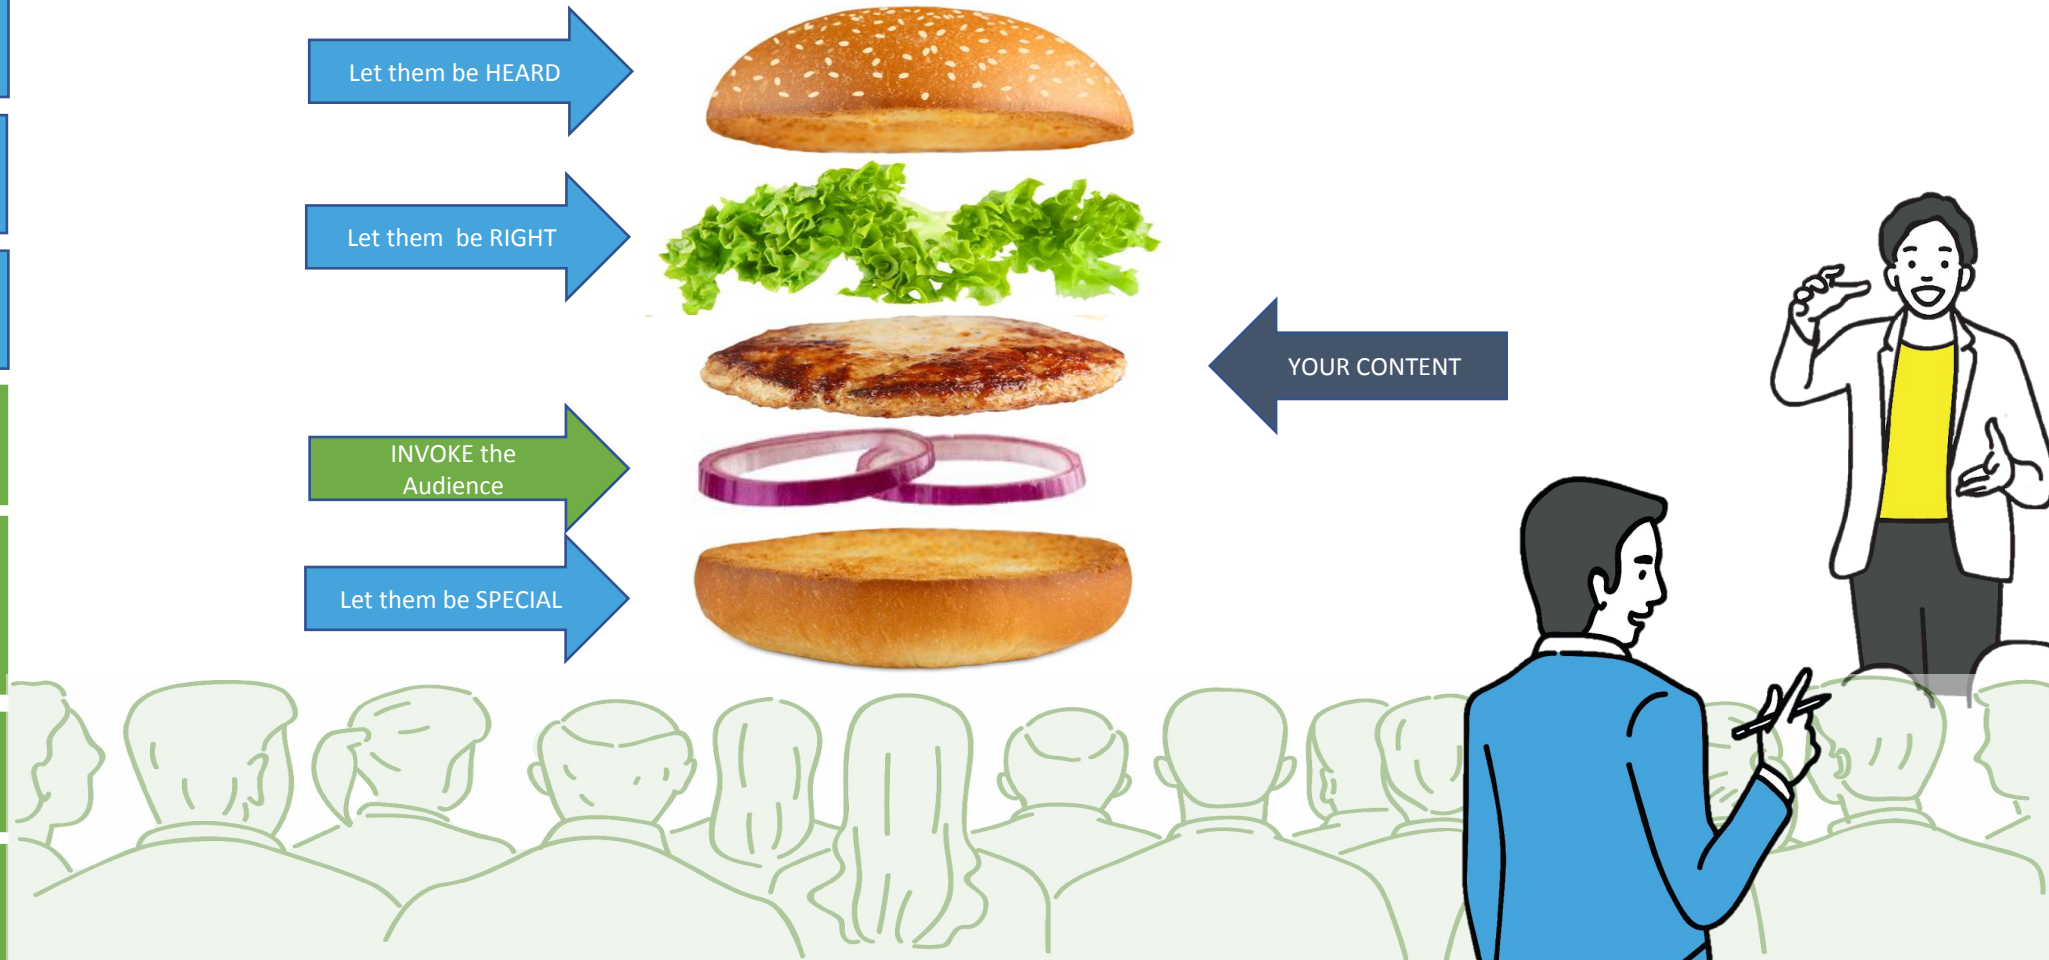 Let them be HEARD
Let them  be RIGHT
YOUR CONTENT
INVOKE the
Audience
Let them be SPECIAL